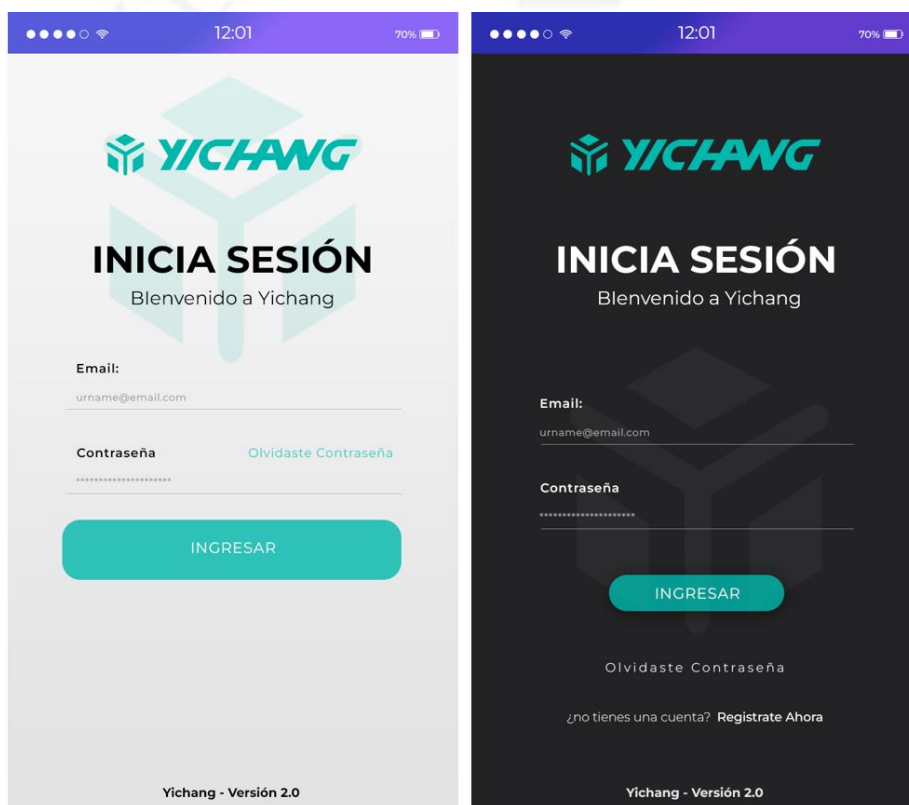 12:01
70%
YICHANG
INICIA SESIÓN
BIenvenido a Yichang
Email:
urname@email.com
Contraseña
Olvidaste Contraseña
*********************
INGRESAR
Yichang - Versión 2.0
12:01
70%
YICHANG
INICIA SESIÓN
BIenvenido a Yichang
Email:
urname@email.com
Contraseña
*********************
INGRESAR
Olvidaste Contraseña
¿no tienes una cuenta? Registrate Ahora
Yichang - Versión 2.0